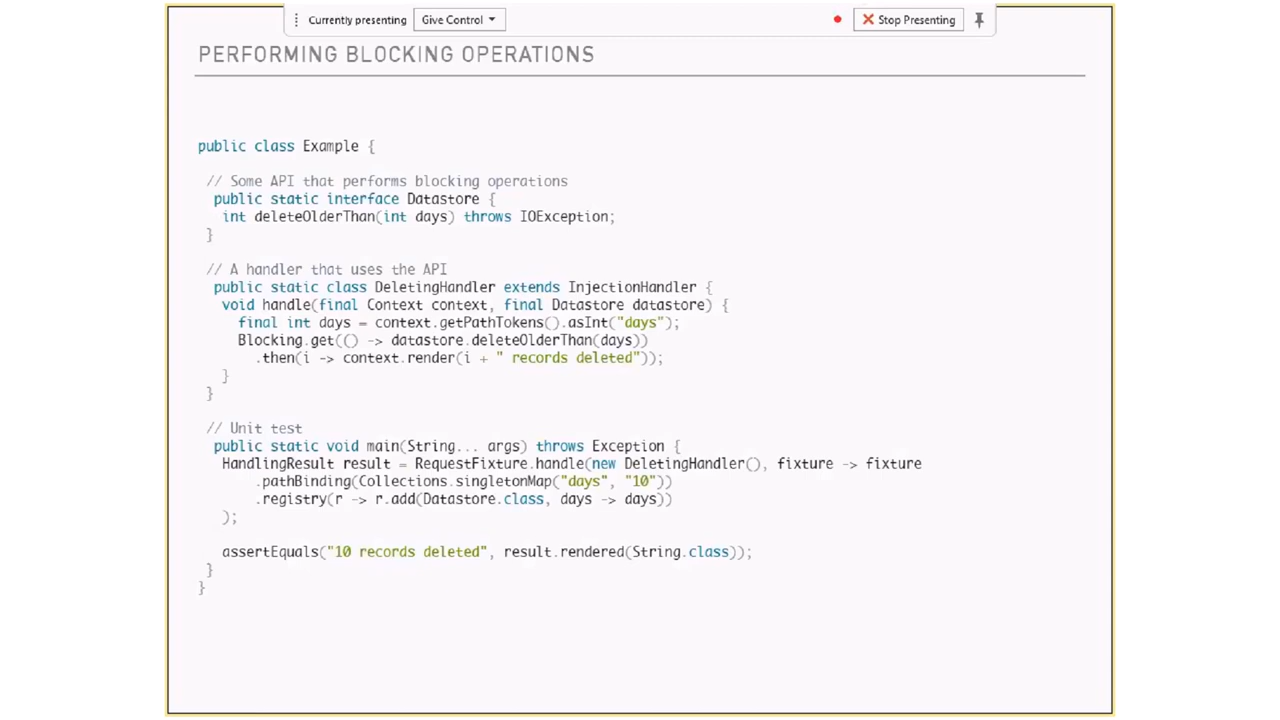 Currently presenting Give Control Stop Presenting
PERFORMING BLOCKING OPERATIONS
public class Example {
// Some API that performs blocking operations
public static interface Datastore {
int deleteOlderThan(int days) throws IOException;
}
// A handler that uses the API
public static class DeletingHandler extends InjectionHandler {
void handle(final Context context, final Datastore datastore) {
final int days = context.getPathTokens().asInt("days");
Blocking.get(() -> datastore.deleteOlderThan(days))
.then(i -> context.render(i + " records deleted"));
}
}
// Unit test
public static void main(String... args) throws Exception {
HandlingResult result = RequestFixture.handle(new DeletingHandler(), fixture -> fixture
.pathBinding(Collections.singletonMap("days", "10"))
.registry(r -> r.add(Datastore.class, days -> days))
);
assertEquals("10 records deleted", result.rendered(String.class));
}
}